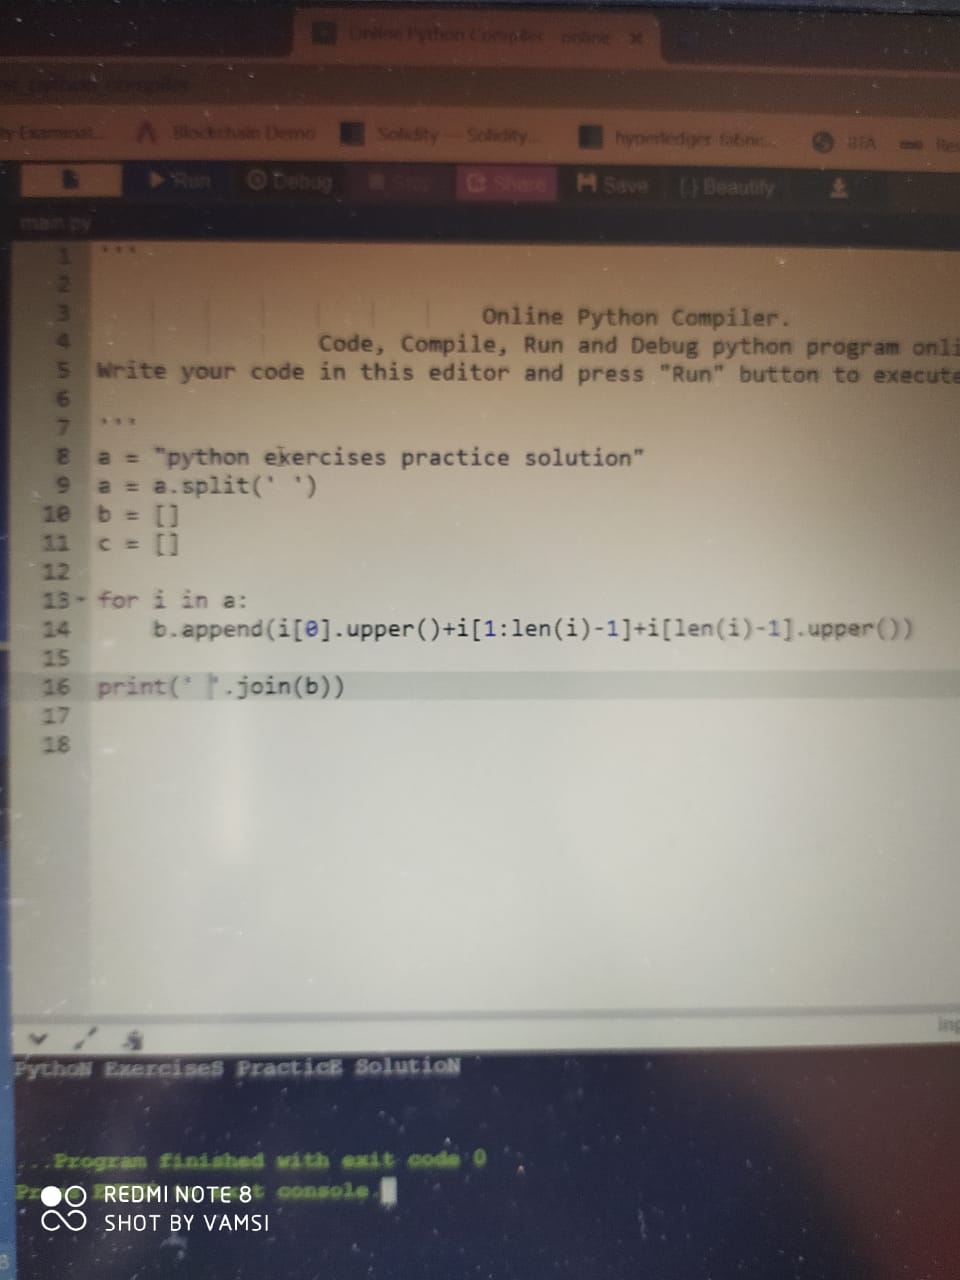 Online Python Compiler - online
python_compiler
ty Examinat... Blockchain Demo Solidity — Solidity... hyperledger-fabric... BTA Res
Run Debug Stop Share Save { } Beautify
main.py
1 '''
2
3 Online Python Compiler.
4 Code, Compile, Run and Debug python program onli
5 Write your code in this editor and press "Run" button to execute
6
7 '''
8 a = "python exercises practice solution"
9 a = a.split(' ')
10 b = []
11 c = []
12
13 for i in a:
14 b.append(i[0].upper()+i[1:len(i)-1]+i[len(i)-1].upper())
15
16 print(' '.join(b))
17
18
inp
PythoN ExerciseS PracticE SolutioN
...Program finished with exit code 0
console.
REDMI NOTE 8
SHOT BY VAMSI